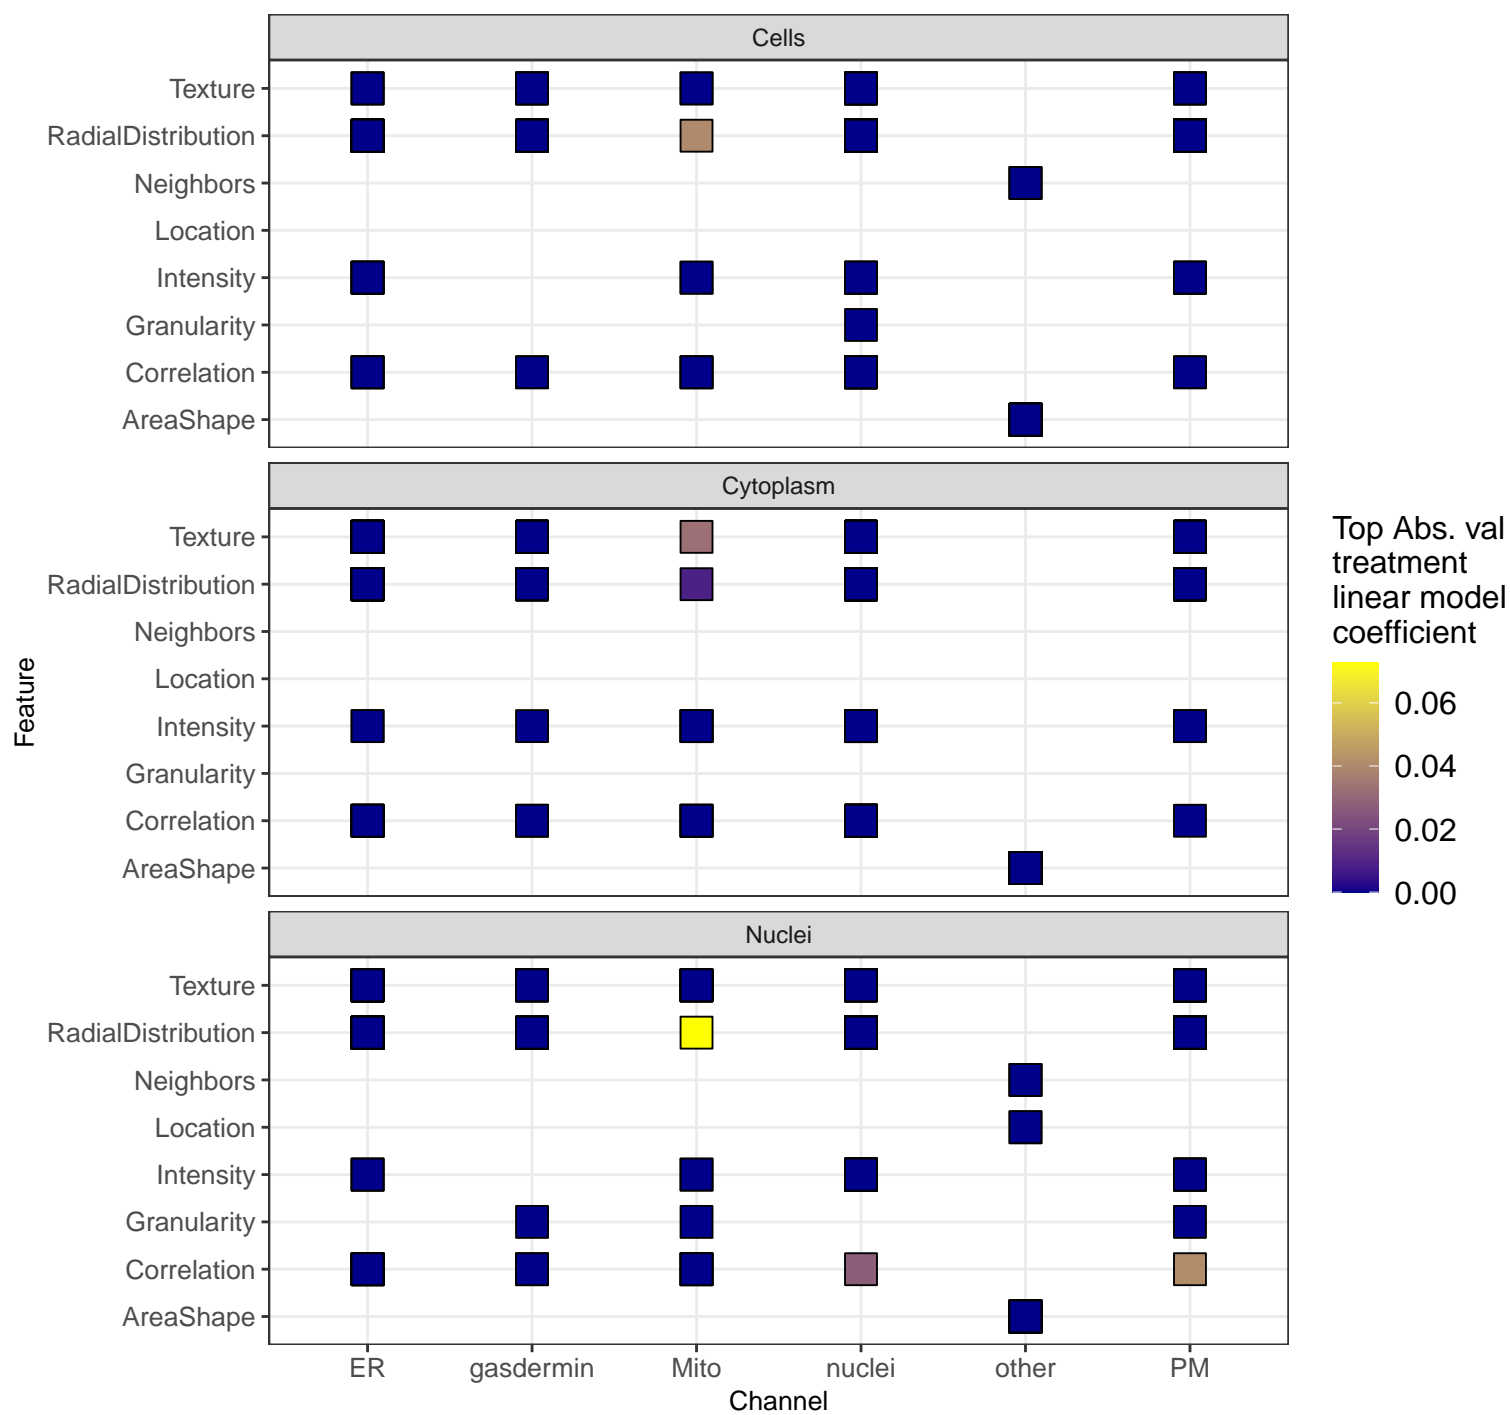 Cells
Texture
RadialDistribution
Neighbors
Location
Intensity
Granularity
Correlation
AreaShape
Cytoplasm
Texture
RadialDistribution
Neighbors
Location
Intensity
Granularity
Correlation
AreaShape
Nuclei
Texture
RadialDistribution
Neighbors
Location
Intensity
Granularity
Correlation
AreaShape
ER gasdermin Mito nuclei other PM
Channel
Feature
Top Abs. val
treatment
linear model
coefficient
0.06
0.04
0.02
0.00